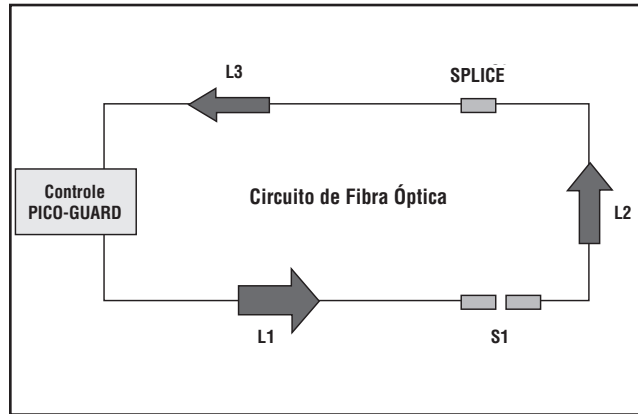 L3
SPLICE
Controle
PICO-GUARD
Circuito de Fibra Óptica
L2
L1
S1